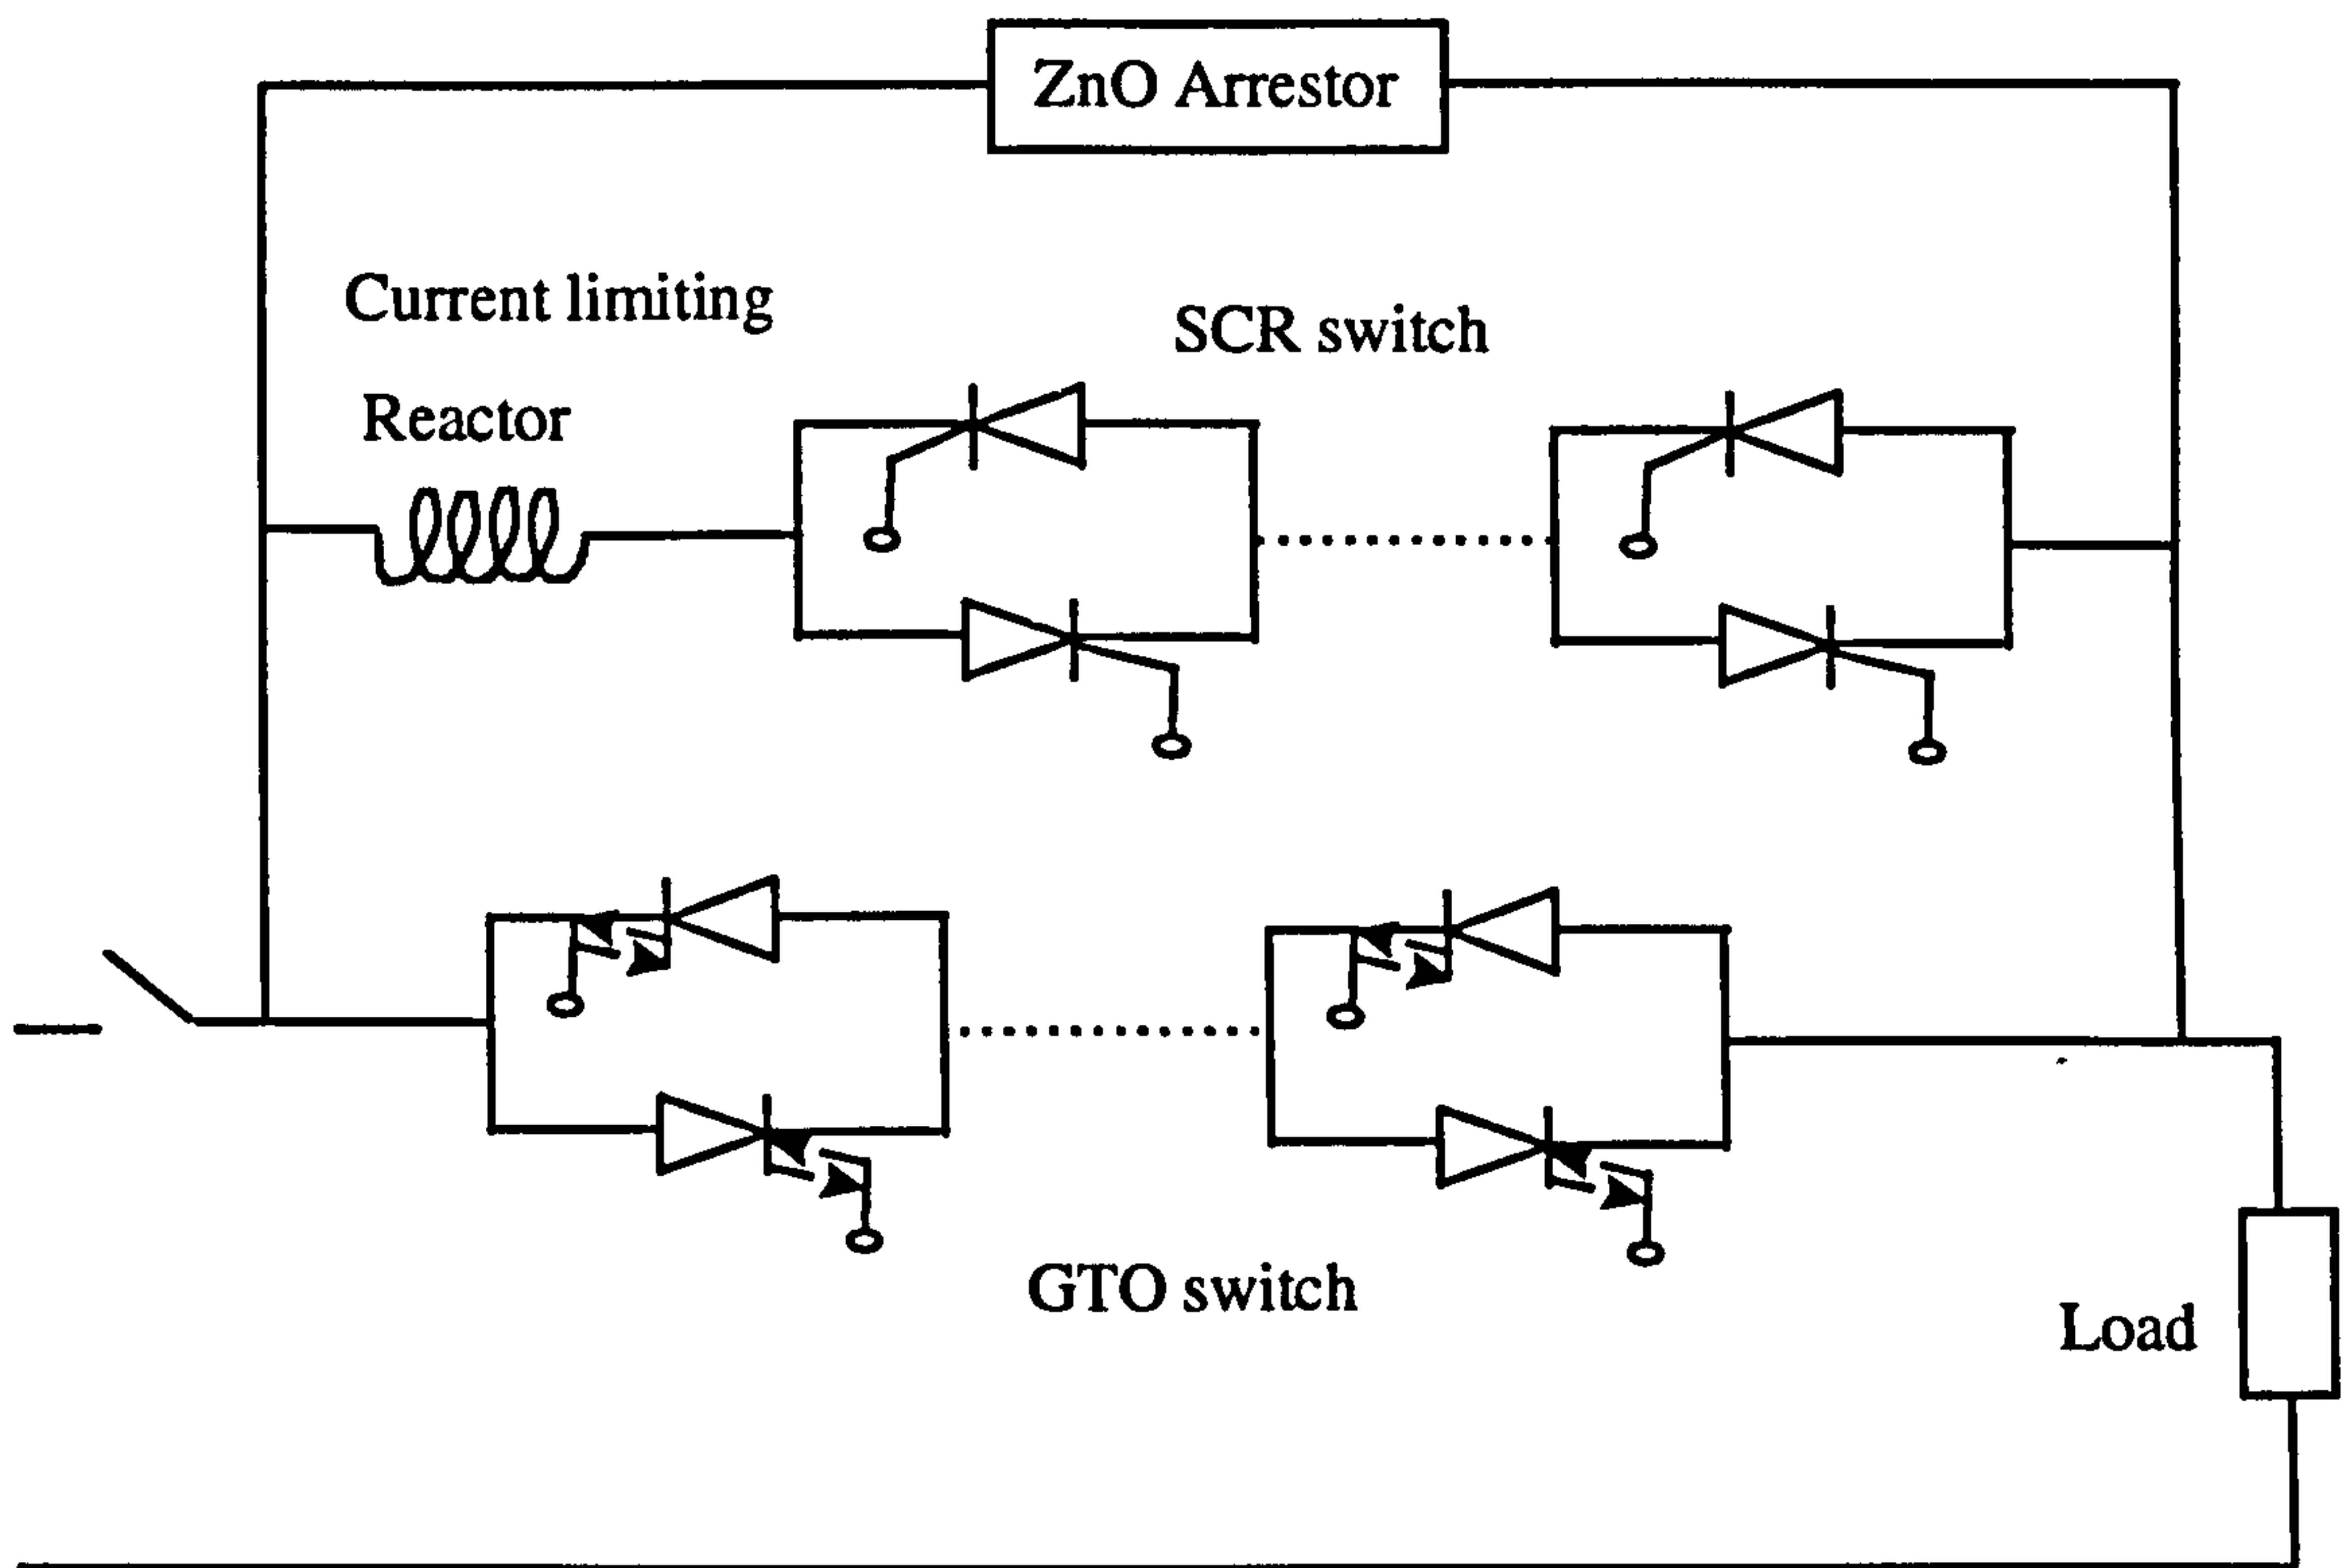 ZnO Arrestor
Current limiting
Reactor
SCR switch
GTO switch
Load